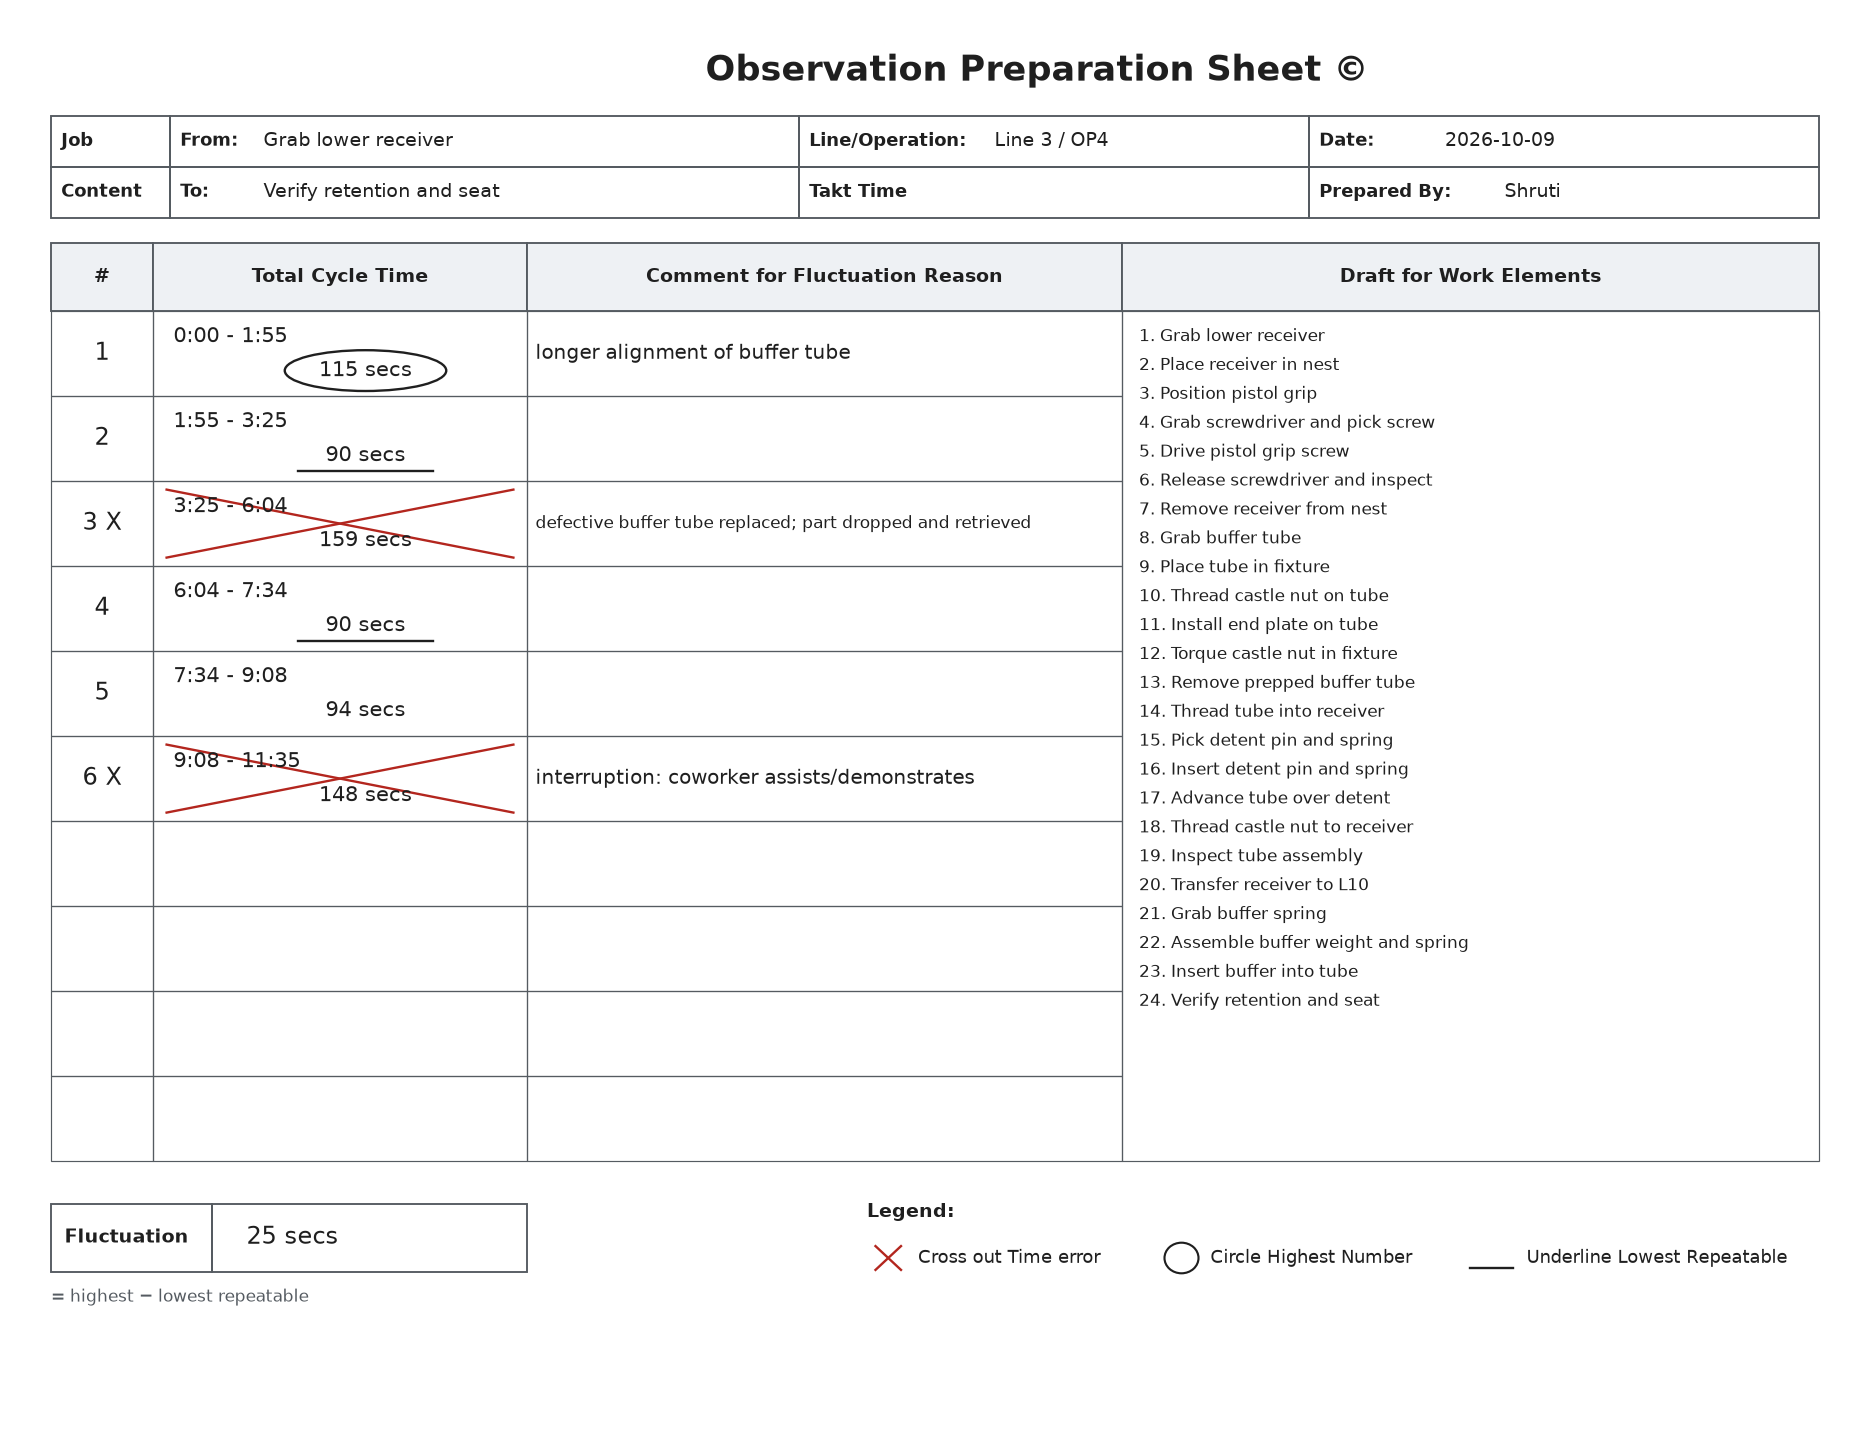 Observation Preparation Sheet ©
Job From: Grab lower receiver Line/Operation: Line 3 / OP4 Date: 2026-10-09
Content To: Verify retention and seat Takt Time Prepared By: Shruti
# Total Cycle Time Comment for Fluctuation Reason Draft for Work Elements
1 0:00 - 1:55
115 secs
longer alignment of buffer tube
2 1:55 - 3:25
90 secs
3 X 3:25 - 6:04
159 secs
defective buffer tube replaced; part dropped and retrieved
4 6:04 - 7:34
90 secs
5 7:34 - 9:08
94 secs
6 X 9:08 - 11:35
148 secs
interruption: coworker assists/demonstrates
1. Grab lower receiver
2. Place receiver in nest
3. Position pistol grip
4. Grab screwdriver and pick screw
5. Drive pistol grip screw
6. Release screwdriver and inspect
7. Remove receiver from nest
8. Grab buffer tube
9. Place tube in fixture
10. Thread castle nut on tube
11. Install end plate on tube
12. Torque castle nut in fixture
13. Remove prepped buffer tube
14. Thread tube into receiver
15. Pick detent pin and spring
16. Insert detent pin and spring
17. Advance tube over detent
18. Thread castle nut to receiver
19. Inspect tube assembly
20. Transfer receiver to L10
21. Grab buffer spring
22. Assemble buffer weight and spring
23. Insert buffer into tube
24. Verify retention and seat
Fluctuation 25 secs
= highest − lowest repeatable
Legend:
Cross out Time error Circle Highest Number Underline Lowest Repeatable